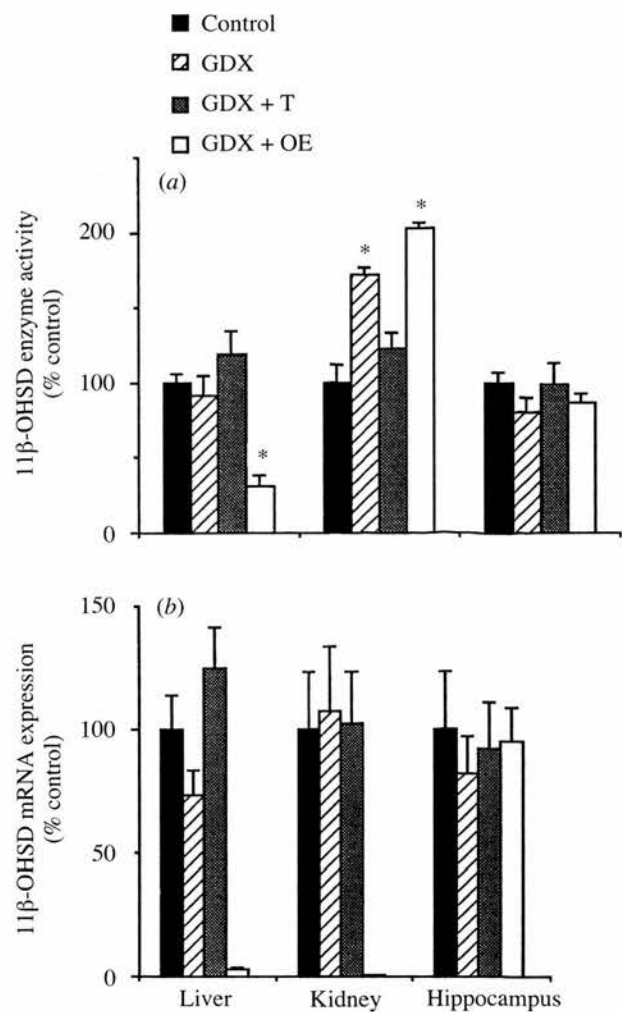 Control
GDX
GDX + T
GDX + OE
(a)
11β-OHSD enzyme activity
(% control)
200
100
0
*
*
*
(b)
11β-OHSD mRNA expression
(% control)
150
100
50
0
Liver Kidney Hippocampus